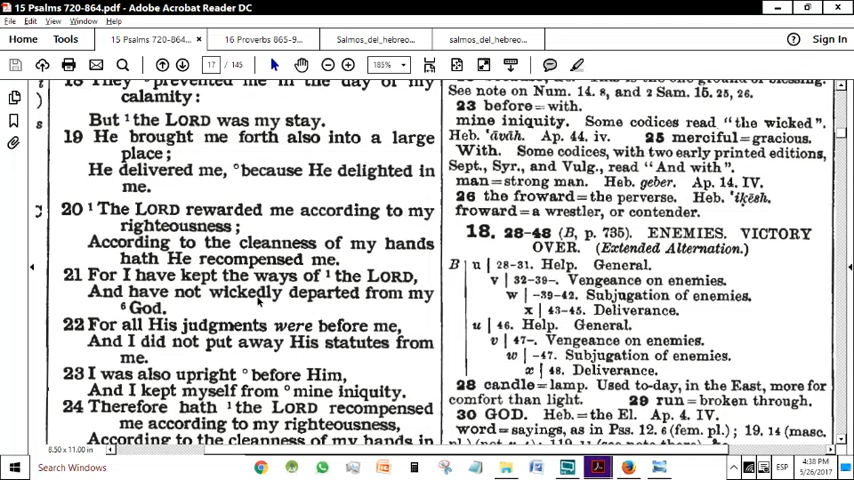 15 Psalms 720-864.pdf - Adobe Acrobat Reader DC
File Edit View Window Help
Home Tools 15 Psalms 720-864... × 16 Proverbs 865-9... Salmos_del_hebreo... salmos_del_hebreo... Sign In
17 / 145 185%
They °prevented me in the day of my
calamity:
But ¹the LORD was my stay.
19 He brought me forth also into a large
place;
He delivered me, °because He delighted in
me.
20 ¹The LORD rewarded me according to my
righteousness;
According to the cleanness of my hands
hath He recompensed me.
21 For I have kept the ways of ¹the LORD,
And have not wickedly departed from my
⁶God.
22 For all His judgments were before me,
And I did not put away His statutes from
me.
23 I was also upright °before Him,
And I kept myself from °mine iniquity.
24 Therefore hath ¹the LORD recompensed
me according to my righteousness,
According to the cleanness of my hands in
See note on Num. 14. 8, and 2 Sam. 15. 25, 26.
23 before=with.
mine iniquity. Some codices read "the wicked".
Heb. 'āvāh. Ap. 44. iv. 25 merciful=gracious.
With. Some codices, with two early printed editions,
Sept., Syr., and Vulg., read "And with".
man=strong man. Heb. geber. Ap. 14. IV.
26 the froward=the perverse. Heb. 'iḳēsh.
froward=a wrestler, or contender.
18. 28-48 (B, p. 735). ENEMIES. VICTORY
OVER. (Extended Alternation.)
B u | 28-31. Help. General.
v | 32-39-. Vengeance on enemies.
w | -39-42. Subjugation of enemies.
x | 43-45. Deliverance.
u | 46. Help. General.
v | 47-. Vengeance on enemies.
w | -47. Subjugation of enemies.
x | 48. Deliverance.
28 candle=lamp. Used to-day, in the East, more for
comfort than light. 29 run=broken through.
30 GOD. Heb.=the El. Ap. 4. IV.
word=sayings, as in Pss. 12. 6 (fem. pl.); 19. 14 (masc.
8.50 x 11.00 in
Search Windows
ESP
4:38 PM
5/26/2017